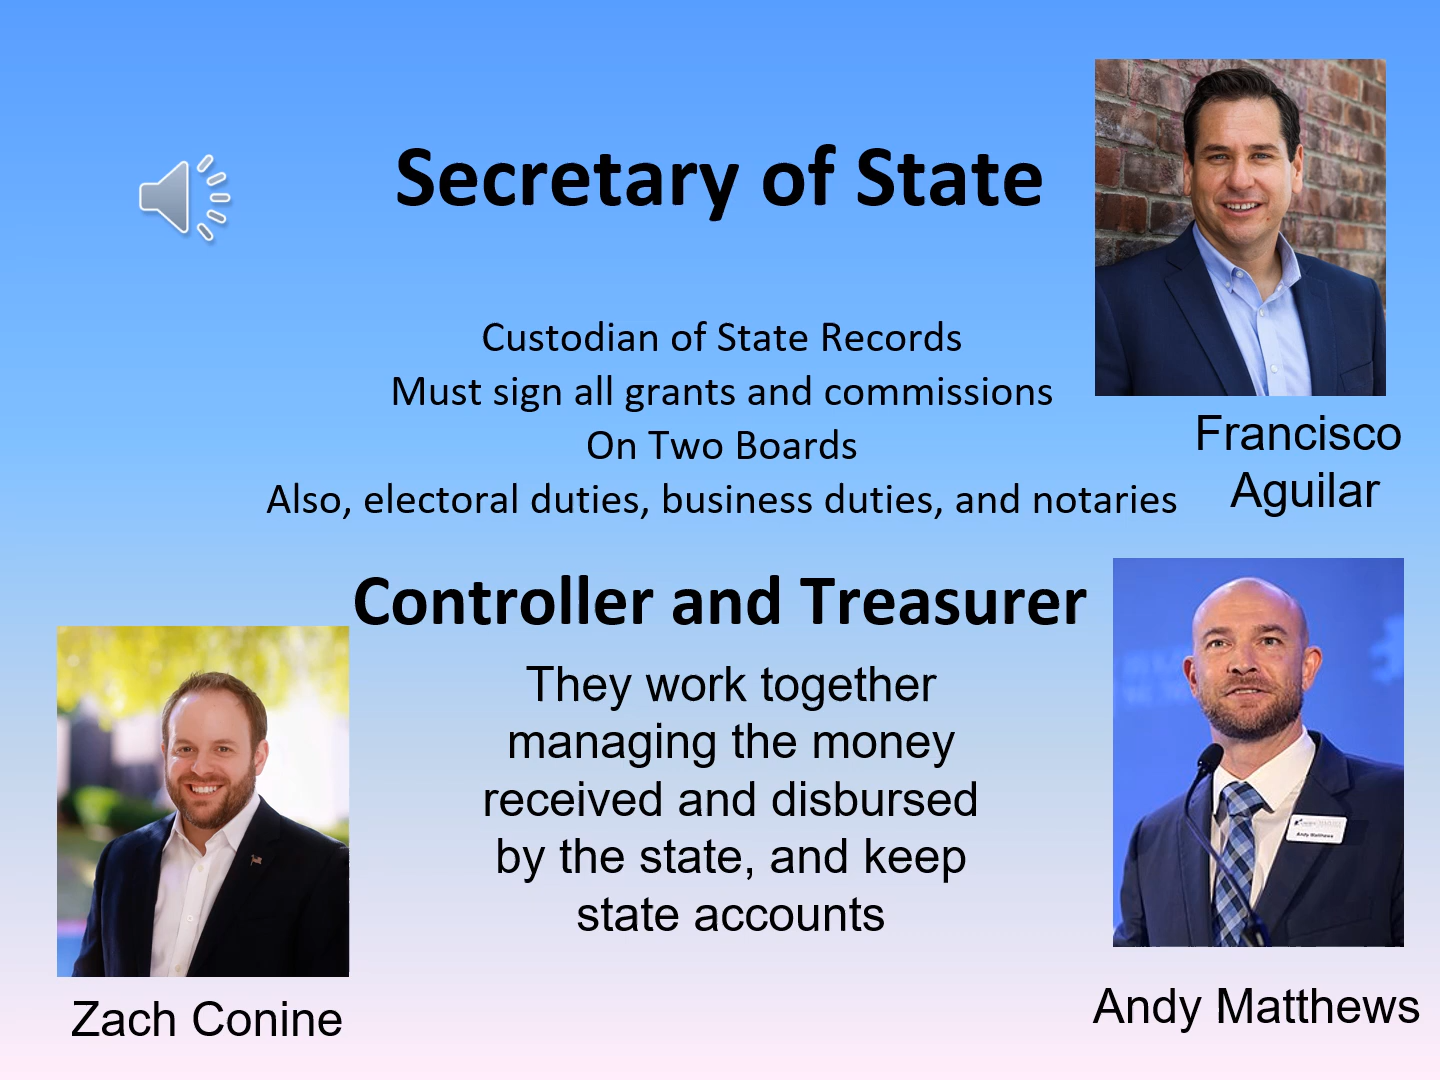 Secretary of State
Custodian of State Records
Must sign all grants and commissions
On Two Boards
Also, electoral duties, business duties, and notaries
Francisco
Aguilar
Controller and Treasurer
They work together
managing the money
received and disbursed
by the state, and keep
state accounts
Zach Conine
Andy Matthews
Andy Matthews